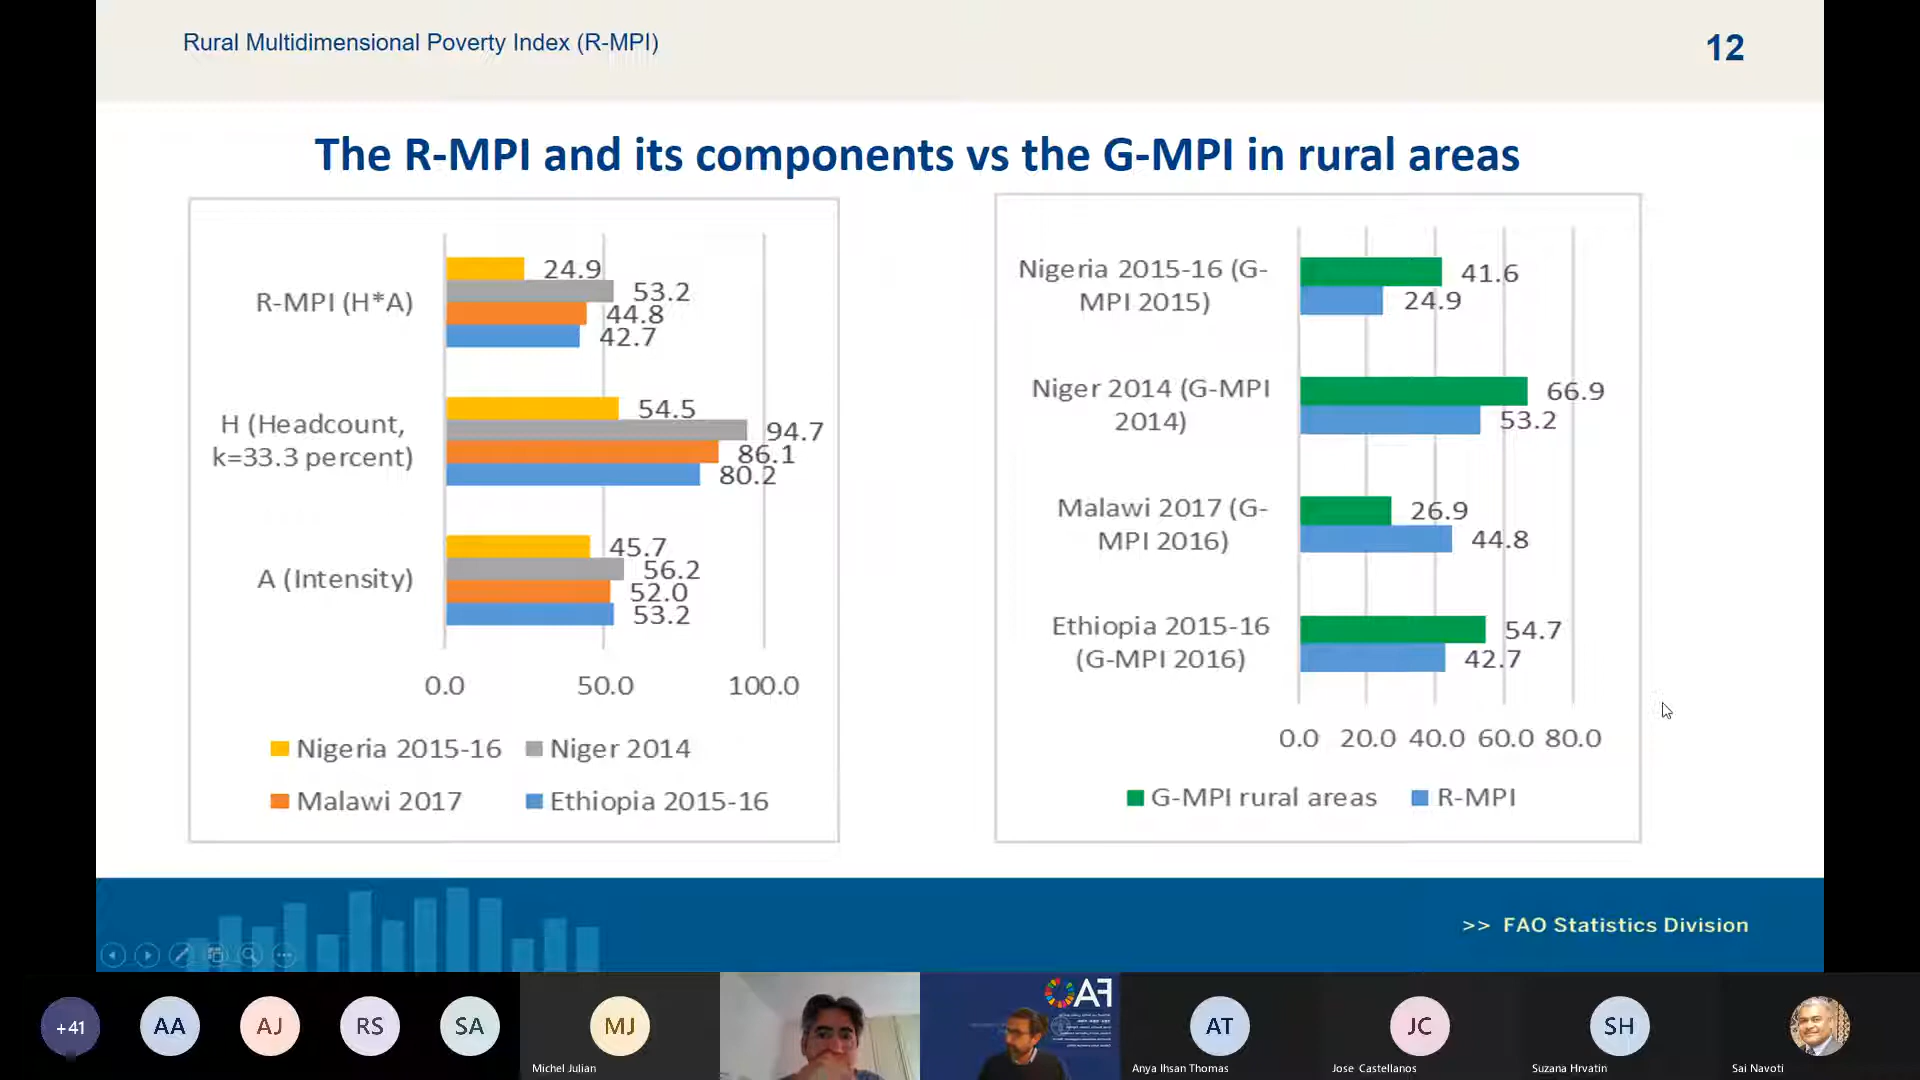 Rural Multidimensional Poverty Index (R-MPI)
12
The R-MPI and its components vs the G-MPI in rural areas
R-MPI (H*A)
24.9
53.2
44.8
42.7
H (Headcount,
k=33.3 percent)
54.5
94.7
86.1
80.2
A (Intensity)
45.7
56.2
52.0
53.2
0.0 50.0 100.0
Nigeria 2015-16 Niger 2014
Malawi 2017 Ethiopia 2015-16
Nigeria 2015-16 (G-
MPI 2015)
41.6
24.9
Niger 2014 (G-MPI
2014)
66.9
53.2
Malawi 2017 (G-
MPI 2016)
26.9
44.8
Ethiopia 2015-16
(G-MPI 2016)
54.7
42.7
0.0 20.0 40.0 60.0 80.0
G-MPI rural areas R-MPI
>> FAO Statistics Division
+41
AA
AJ
RS
SA
MJ
Michel Julian
FAO
AT
Anya Ihsan Thomas
JC
Jose Castellanos
SH
Suzana Hrvatin
Sai Navoti